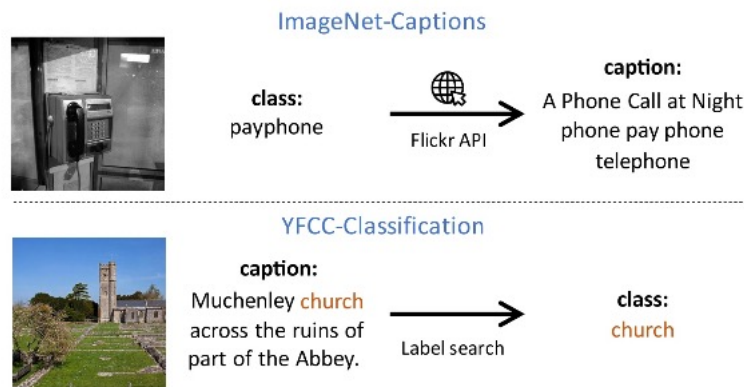 ImageNet-Captions
class:
payphone
Flickr API
caption:
A Phone Call at Night
phone pay phone
telephone
YFCC-Classification
caption:
Muchenley church
across the ruins of
part of the Abbey.
Label search
class:
church